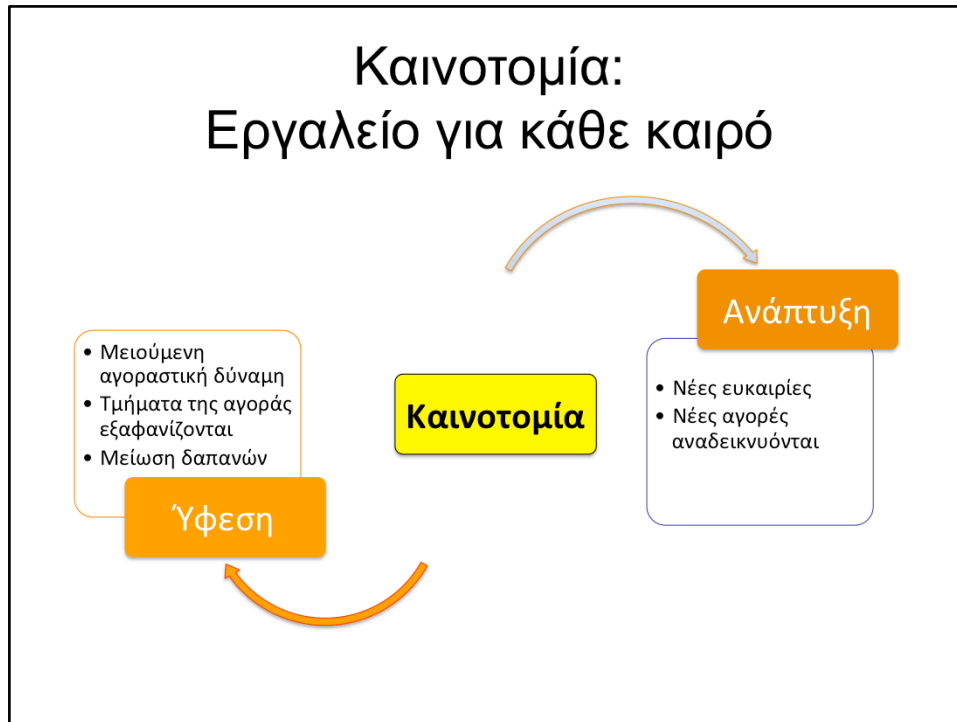 Καινοτομία:
Εργαλείο για κάθε καιρό
• Μειούμενη
αγοραστική δύναμη
• Τμήματα της αγοράς
εξαφανίζονται
• Μείωση δαπανών
Ύφεση
Καινοτομία
Ανάπτυξη
• Νέες ευκαιρίες
• Νέες αγορές
αναδεικνυόνται